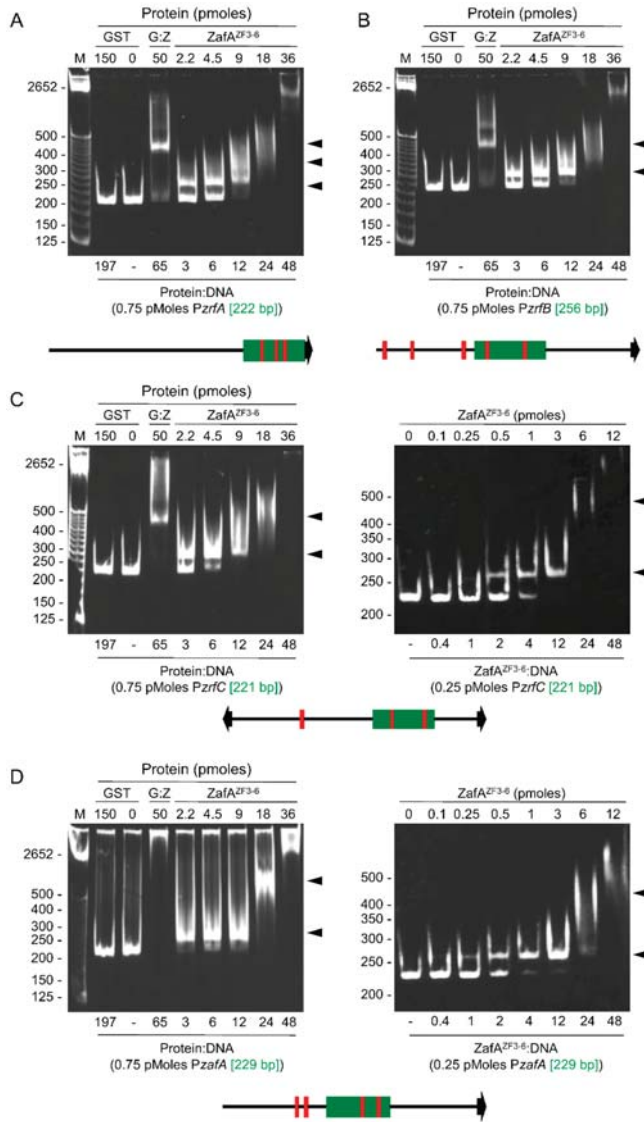 A
Protein (pmoles)
GST G:Z ZafA^ZF3-6
M 150 0 50 2.2 4.5 9 18 36
2652 -
500 -
400 -
300 -
250 -
200 -
150 -
125 -
197 - 65 3 6 12 24 48
Protein:DNA
(0.75 pMoles PzrfA [222 bp])
B
Protein (pmoles)
GST G:Z ZafA^ZF3-6
M 150 0 50 2.2 4.5 9 18 36
2652 -
500 -
400 -
300 -
250 -
200 -
150 -
125 -
197 - 65 3 6 12 24 48
Protein:DNA
(0.75 pMoles PzrfB [256 bp])
C
Protein (pmoles)
GST G:Z ZafA^ZF3-6
M 150 0 50 2.2 4.5 9 18 36
2652 -
500 -
400 -
300 -
250 -
200 -
150 -
125 -
197 - 65 3 6 12 24 48
Protein:DNA
(0.75 pMoles PzrfC [221 bp])
ZafA^ZF3-6 (pmoles)
0 0.1 0.25 0.5 1 3 6 12
500 -
400 -
350 -
300 -
250 -
200 -
- 0.4 1 2 4 12 24 48
ZafA^ZF3-6:DNA
(0.25 pMoles PzrfC [221 bp])
D
Protein (pmoles)
GST G:Z ZafA^ZF3-6
M 150 0 50 2.2 4.5 9 18 36
2652 -
500 -
400 -
300 -
250 -
200 -
150 -
125 -
197 - 65 3 6 12 24 48
Protein:DNA
(0.75 pMoles PzafA [229 bp])
ZafA^ZF3-6 (pmoles)
0 0.1 0.25 0.5 1 3 6 12
500 -
400 -
350 -
300 -
250 -
200 -
- 0.4 1 2 4 12 24 48
ZafA^ZF3-6:DNA
(0.25 pMoles PzafA [229 bp])